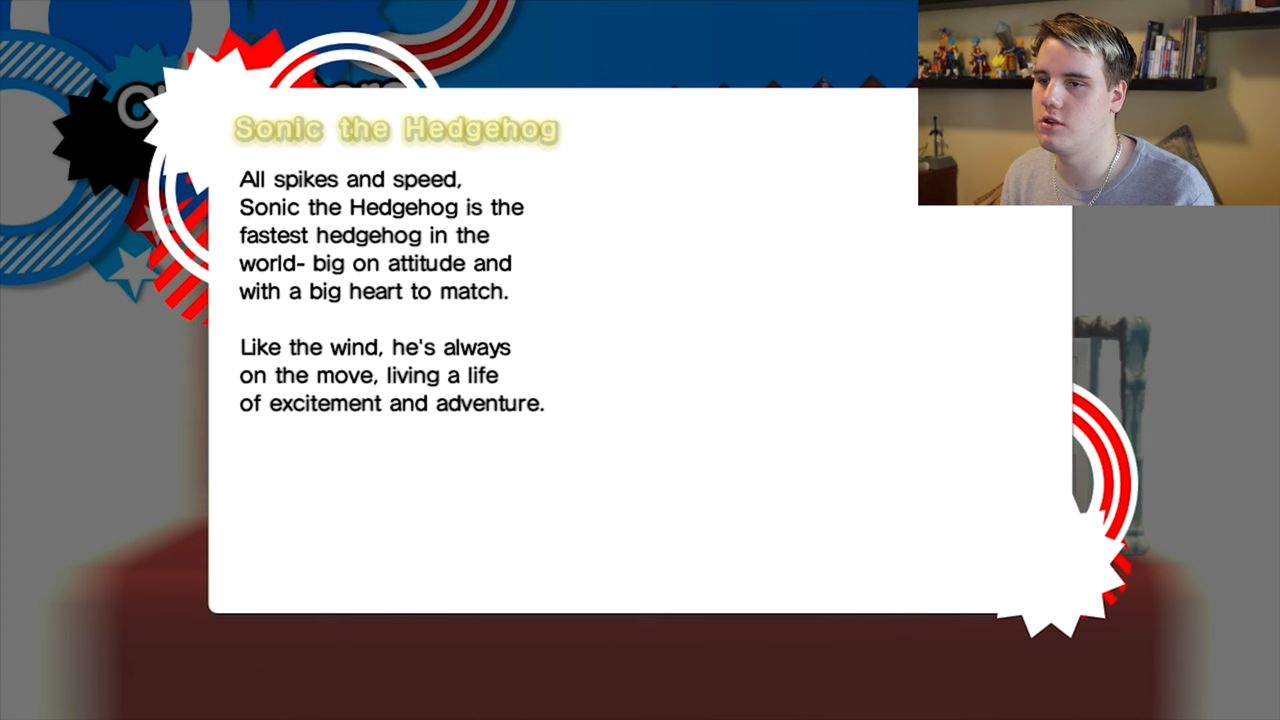 Sonic the Hedgehog
All spikes and speed,
Sonic the Hedgehog is the
fastest hedgehog in the
world- big on attitude and
with a big heart to match.
Like the wind, he's always
on the move, living a life
of excitement and adventure.